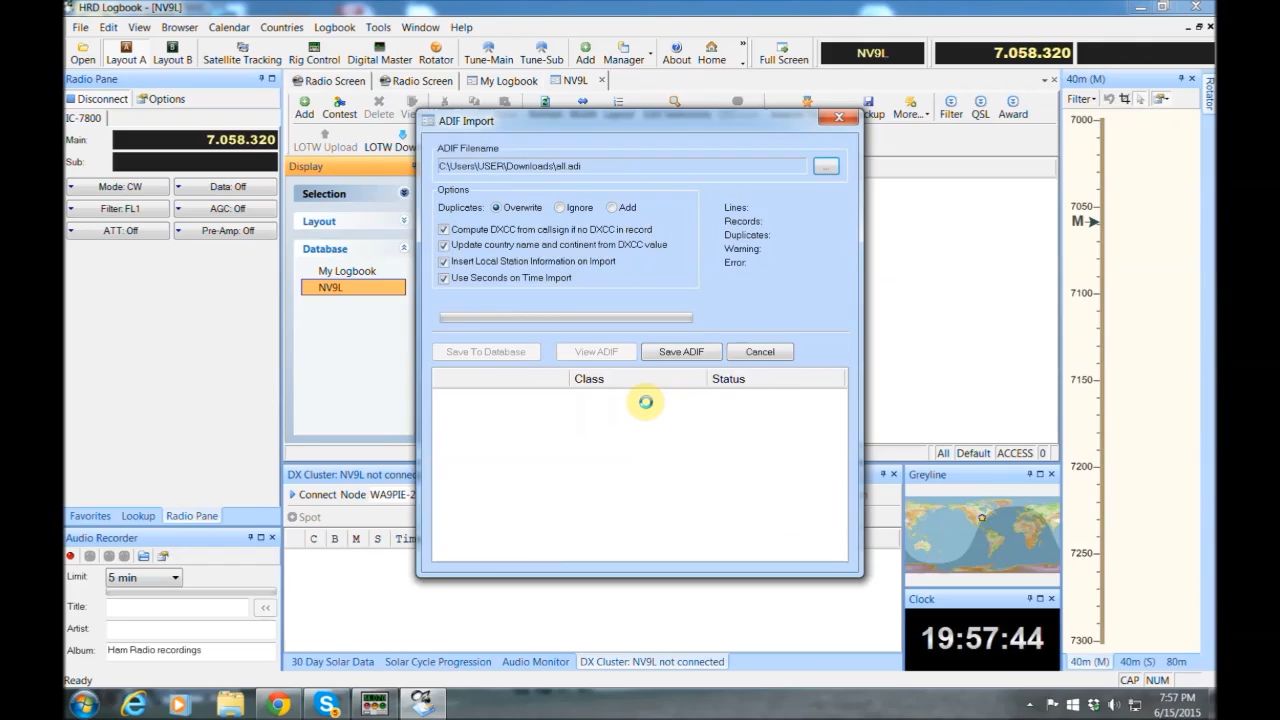 HRD Logbook - [NV9L]
File Edit View Browser Calendar Countries Logbook Tools Window Help
Open Layout A Layout B Satellite Tracking Rig Control Digital Master Rotator Tune-Main Tune-Sub Add Manager About Home Full Screen NV9L 7.058.320
Radio Pane
Radio Screen Radio Screen My Logbook NV9L
40m (M)
Rotator
Disconnect Options
Filter
IC-7800
Add Contest Delete
More... Filter QSL Award
Main: 7.058.320
Sub:
LOTW Upload LOTW Dow
Mode: CW Data: Off
Filter: FL1 AGC: Off
ATT: Off Pre-Amp: Off
Display
Selection
Layout
Database
My Logbook
NV9L
ADIF Import
ADIF Filename
C:\Users\USER\Downloads\all.adi
...
Options
Duplicates: Overwrite Ignore Add
Compute DXCC from callsign if no DXCC in record
Update country name and continent from DXCC value
Insert Local Station Information on Import
Use Seconds on Time Import
Lines:
Records:
Duplicates:
Warning:
Error:
Save To Database View ADIF Save ADIF Cancel
Class Status
7000
7050
M
7100
7150
7200
7250
7300
All Default ACCESS 0
DX Cluster: NV9L not connected
Connect Node WA9PIE-2
Spot
C B M S Time
Greyline
Clock
19:57:44
Favorites Lookup Radio Pane
Audio Recorder
Limit: 5 min
Title: <<
Artist:
Album: Ham Radio recordings
30 Day Solar Data Solar Cycle Progression Audio Monitor DX Cluster: NV9L not connected
40m (M) 40m (S) 80m
Ready
CAP NUM
7:57 PM
6/15/2015